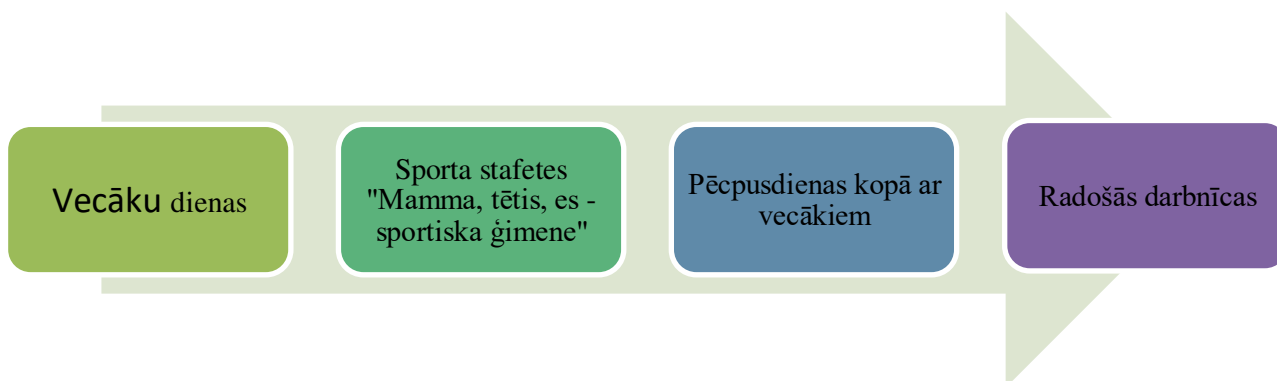 Vecāku dienas
Sporta stafetes
"Mamma, tētis, es -
sportiska ģimene"
Pēcpusdienas kopā ar
vecākiem
Radošās darbnīcas